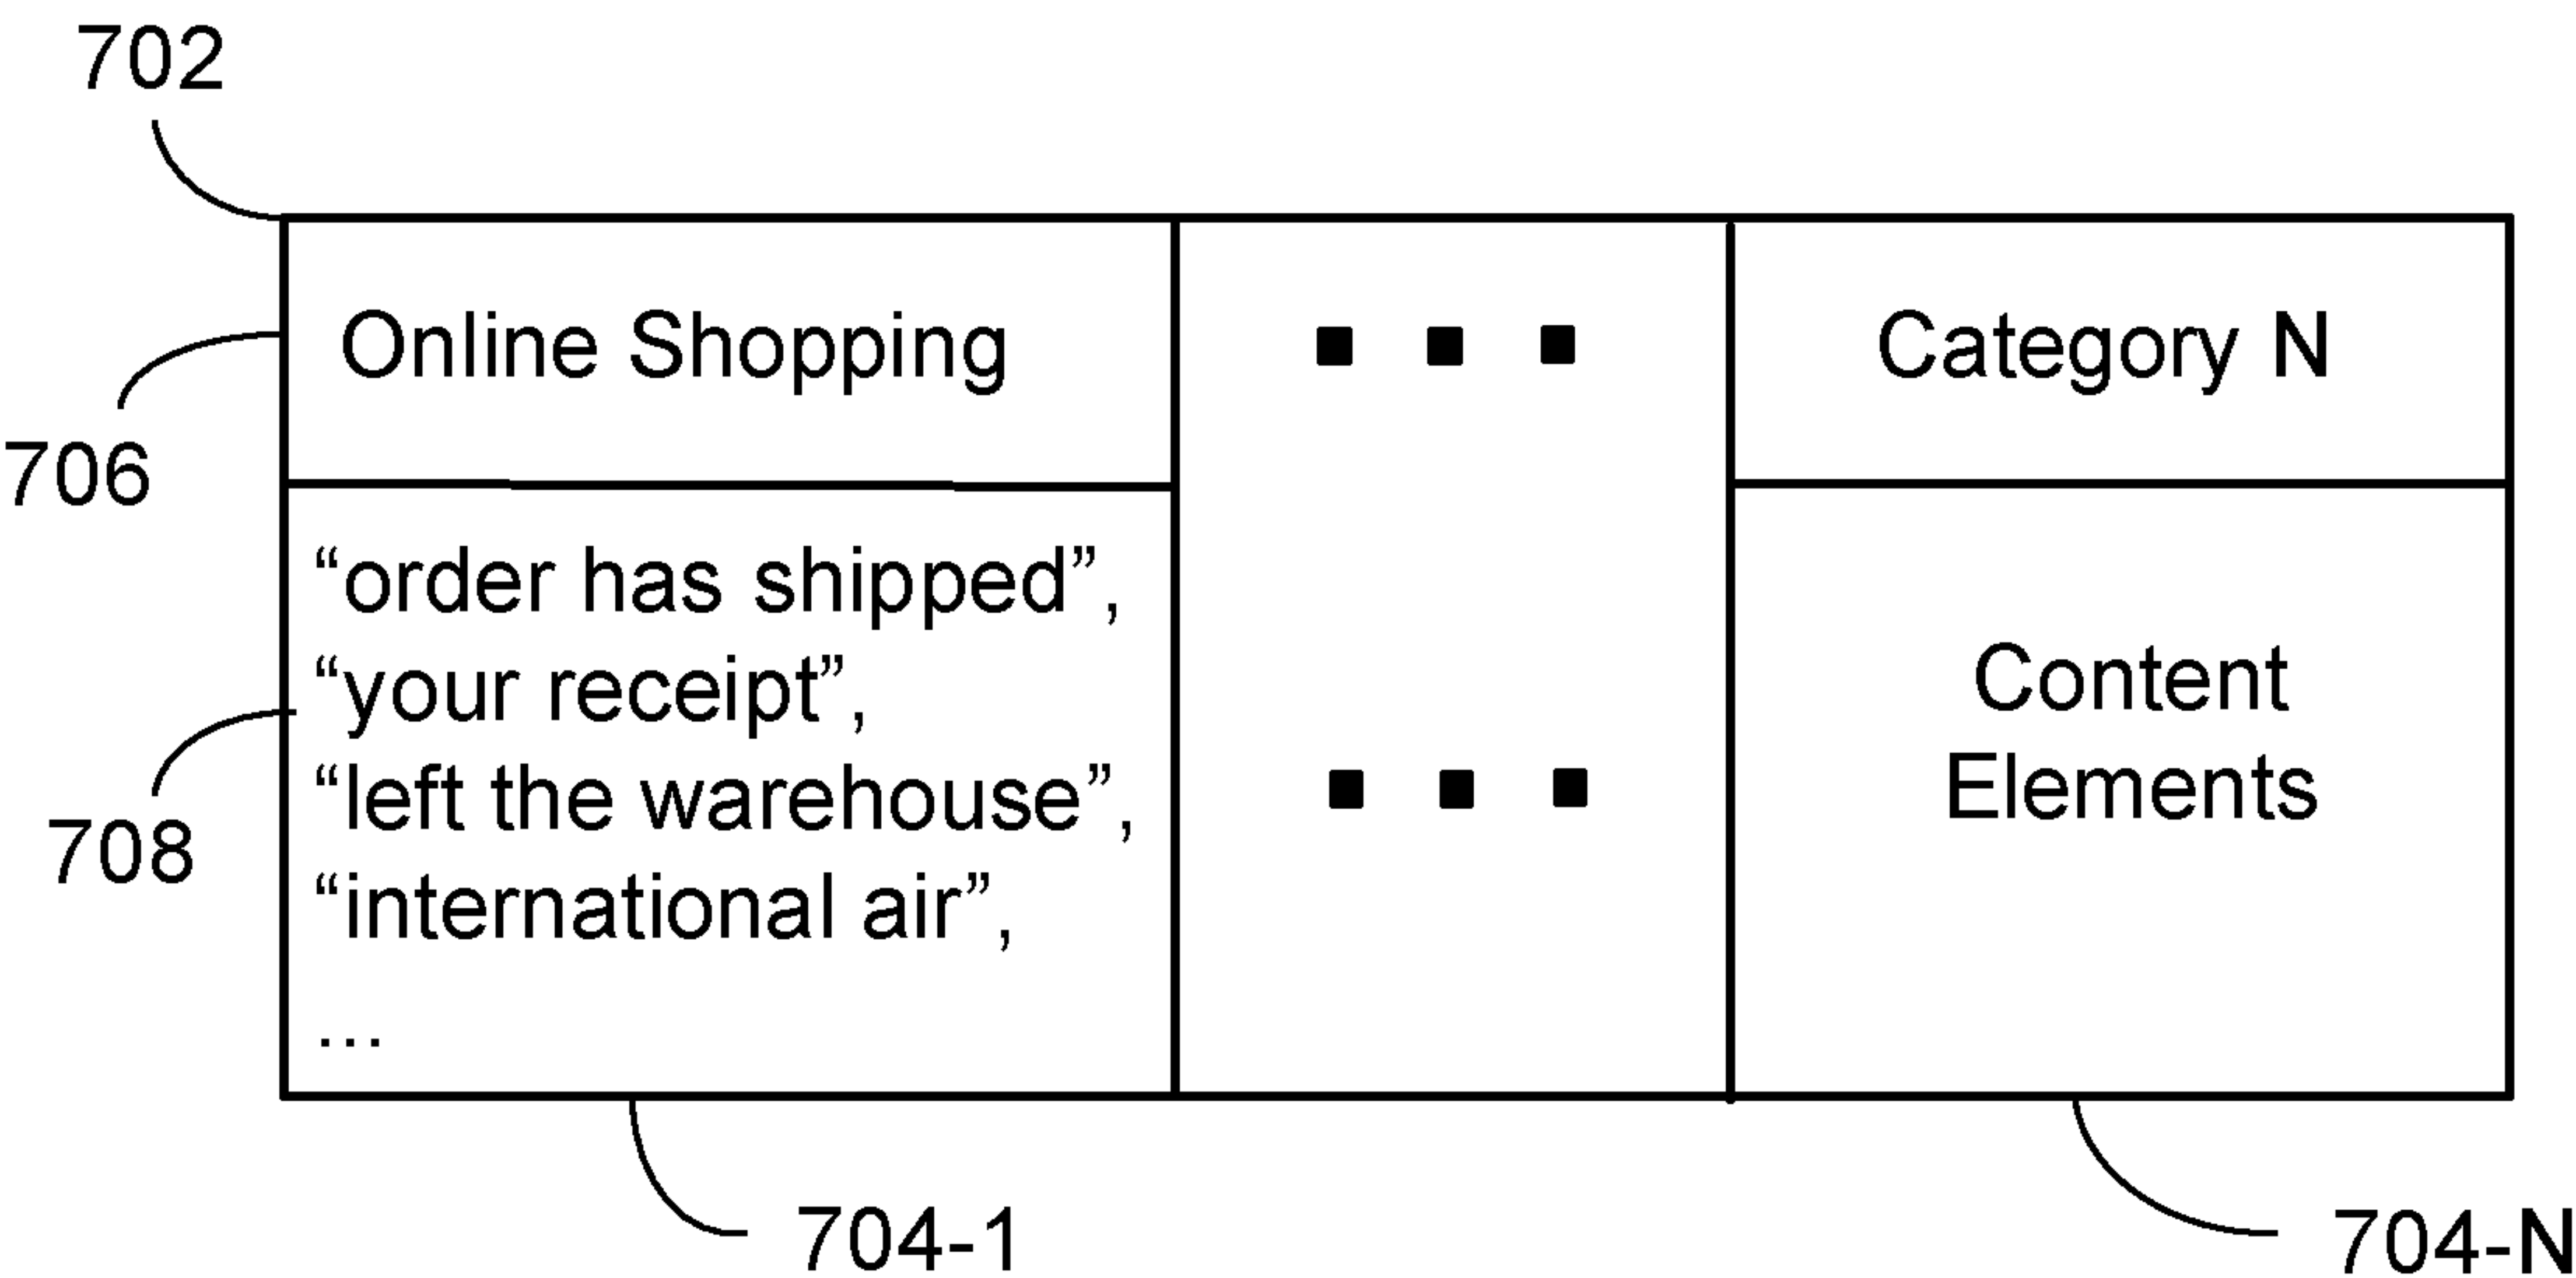 702
Online Shopping
▪ ▪ ▪
Category N
706
“order has shipped”,
“your receipt”,
“left the warehouse”,
“international air”,
...
▪ ▪ ▪
Content
Elements
708
704-1
704-N